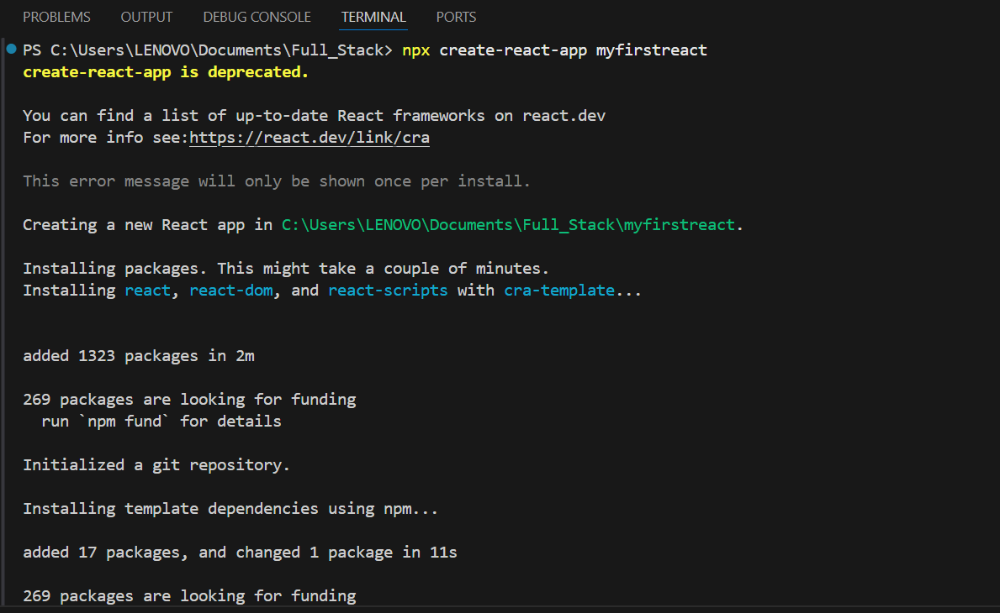 PROBLEMS OUTPUT DEBUG CONSOLE TERMINAL PORTS
PS C:\Users\LENOVO\Documents\Full_Stack> npx create-react-app myfirstreact
create-react-app is deprecated.
You can find a list of up-to-date React frameworks on react.dev
For more info see:https://react.dev/link/cra
This error message will only be shown once per install.
Creating a new React app in C:\Users\LENOVO\Documents\Full_Stack\myfirstreact.
Installing packages. This might take a couple of minutes.
Installing react, react-dom, and react-scripts with cra-template...
added 1323 packages in 2m
269 packages are looking for funding
  run `npm fund` for details
Initialized a git repository.
Installing template dependencies using npm...
added 17 packages, and changed 1 package in 11s
269 packages are looking for funding